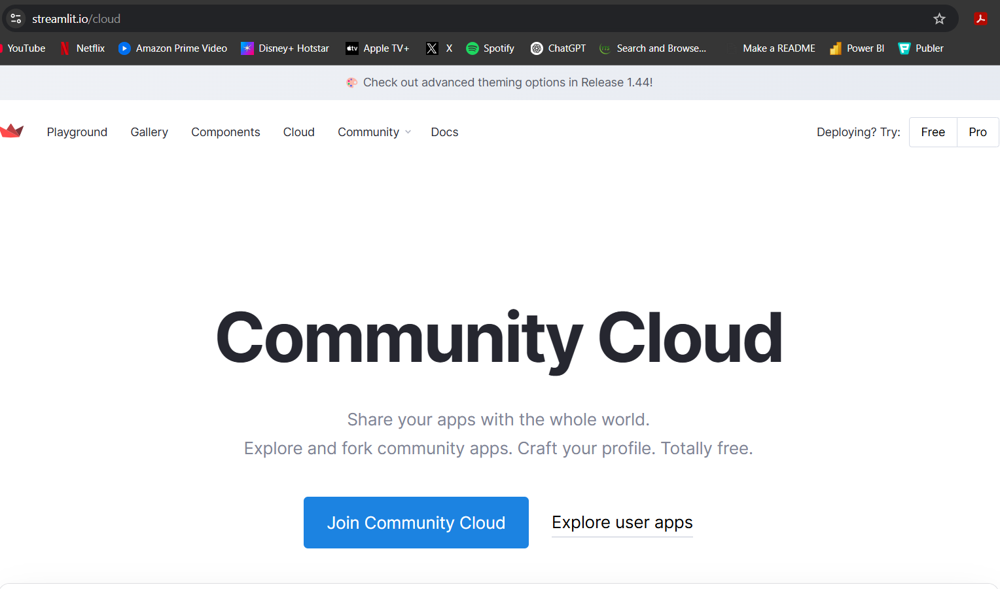 streamlit.io/cloud
YouTube Netflix Amazon Prime Video Disney+ Hotstar tv Apple TV+ X Spotify ChatGPT Search and Browse... Make a README Power BI Publer
Check out advanced theming options in Release 1.44!
Playground Gallery Components Cloud Community Docs Deploying? Try: Free Pro
Community Cloud
Share your apps with the whole world.
Explore and fork community apps. Craft your profile. Totally free.
Join Community Cloud Explore user apps